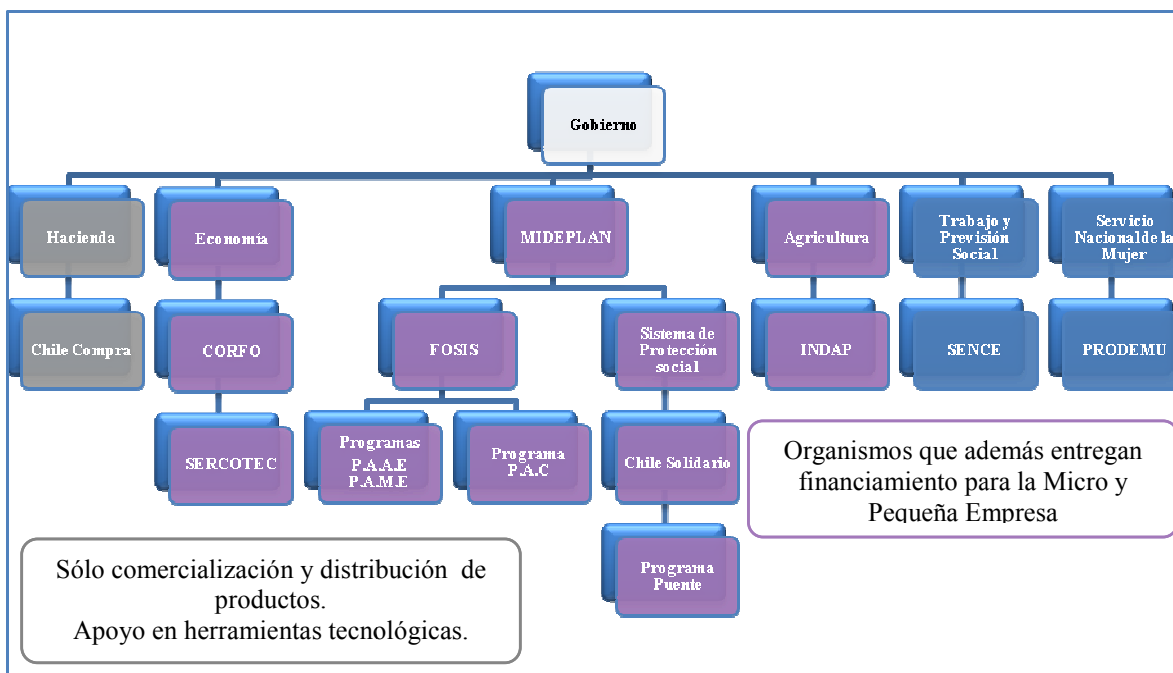 Gobierno
Hacienda
Economía
MIDEPLAN
Agricultura
Trabajo y
Previsión
Social
Servicio
Nacional de la
Mujer
Chile Compra
CORFO
FOSIS
Sistema de
Protección
social
INDAP
SENCE
PRODEMU
SERCOTEC
Programas
P.A.A.E
P.A.M.E
Programa
P.A.C
Chile Solidario
Organismos que además entregan
financiamiento para la Micro y
Pequeña Empresa
Programa
Puente
Sólo comercialización y distribución de
productos.
Apoyo en herramientas tecnológicas.